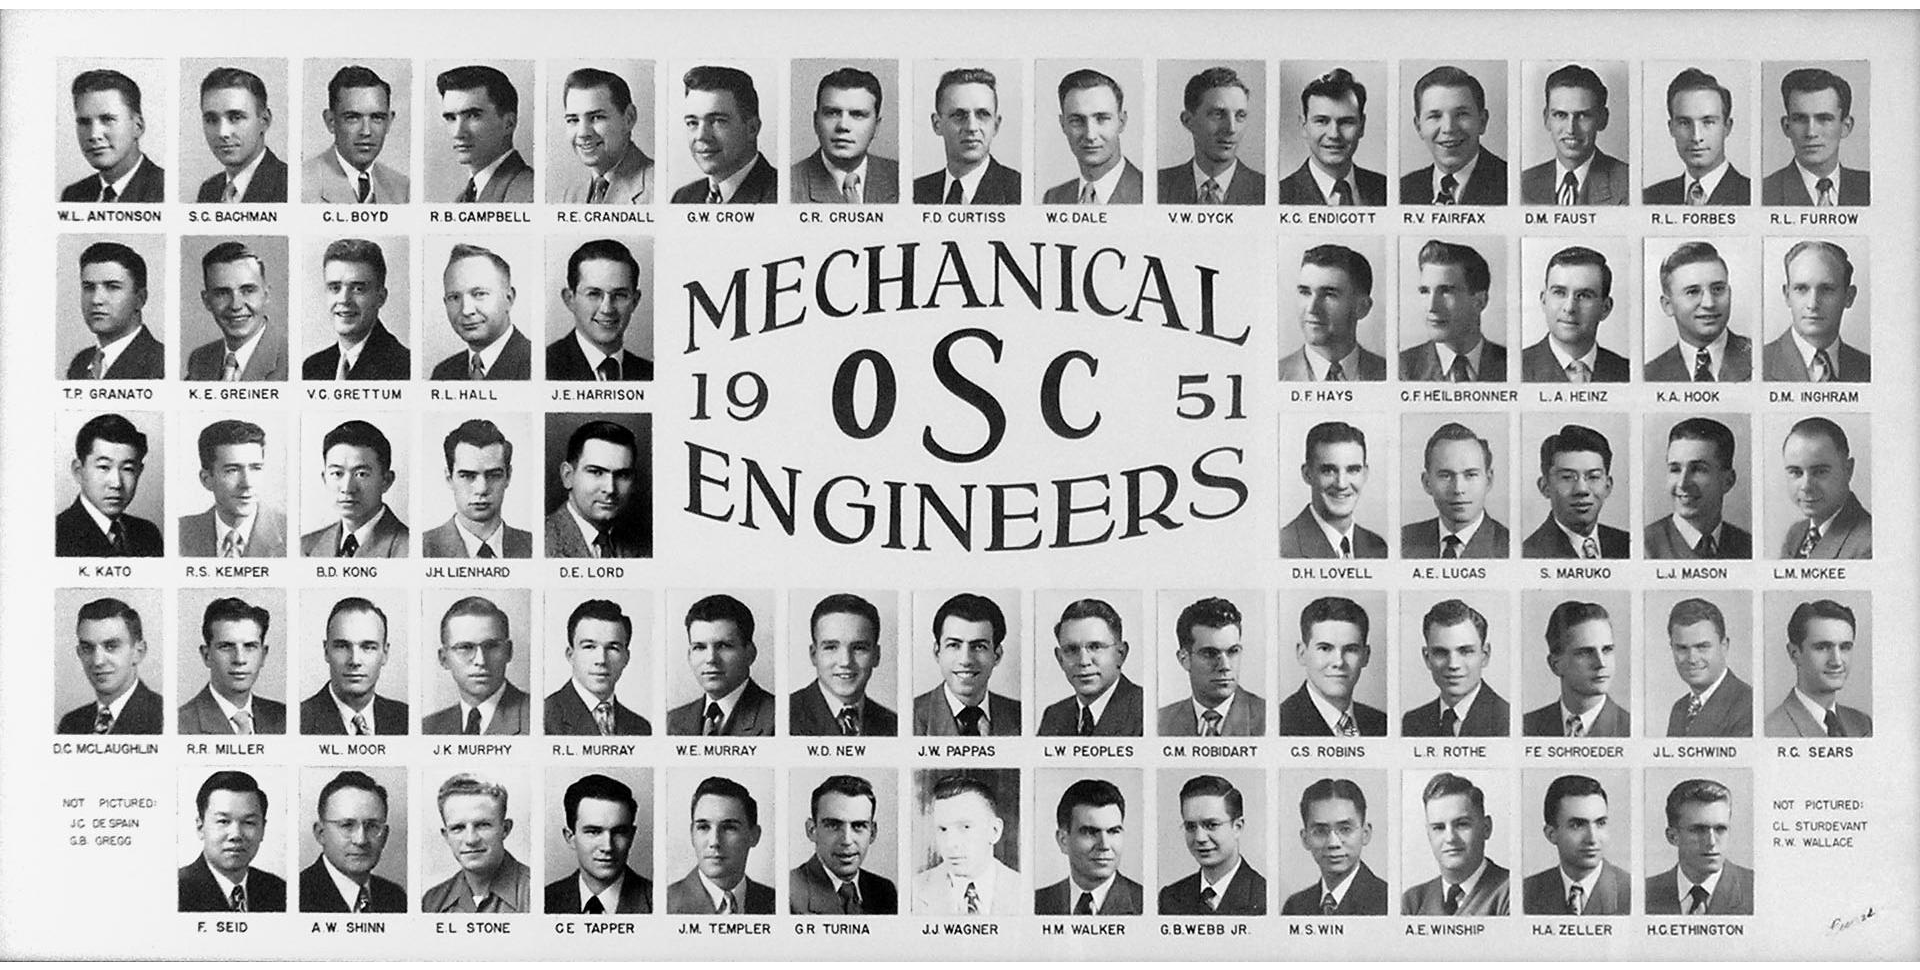 W.L. ANTONSON S.C. BACHMAN C.L. BOYD R.B. CAMPBELL R.E. CRANDALL G.W. CROW C.R. CRUSAN F.D. CURTISS W.C. DALE V.W. DYCK K.C. ENDICOTT R.V. FAIRFAX D.M. FAUST R.L. FORBES R.L. FURROW
MECHANICAL
19 OSC 51
ENGINEERS
T.P. GRANATO K.E. GREINER V.C. GRETTUM R.L. HALL J.E. HARRISON D.F. HAYS C.F. HEILBRONNER L.A. HEINZ K.A. HOOK D.M. INGHRAM
K. KATO R.S. KEMPER B.D. KONG J.H. LIENHARD D.E. LORD D.H. LOVELL A.E. LUCAS S. MARUKO L.J. MASON L.M. MCKEE
D.C. MCLAUGHLIN R.R. MILLER W.L. MOOR J.K. MURPHY R.L. MURRAY W.E. MURRAY W.D. NEW J.W. PAPPAS L.W. PEOPLES C.M. ROBIDART C.S. ROBINS L.R. ROTHE F.E. SCHROEDER J.L. SCHWIND R.C. SEARS
NOT PICTURED:
J.C. DE SPAIN
G.B. GREGG
NOT PICTURED:
C.L. STURDEVANT
R.W. WALLACE
F. SEID A.W. SHINN E.L. STONE C.E. TAPPER J.M. TEMPLER G.R. TURINA J.J. WAGNER H.M. WALKER G.B. WEBB JR. M.S. WIN A.E. WINSHIP H.A. ZELLER H.C. ETHINGTON